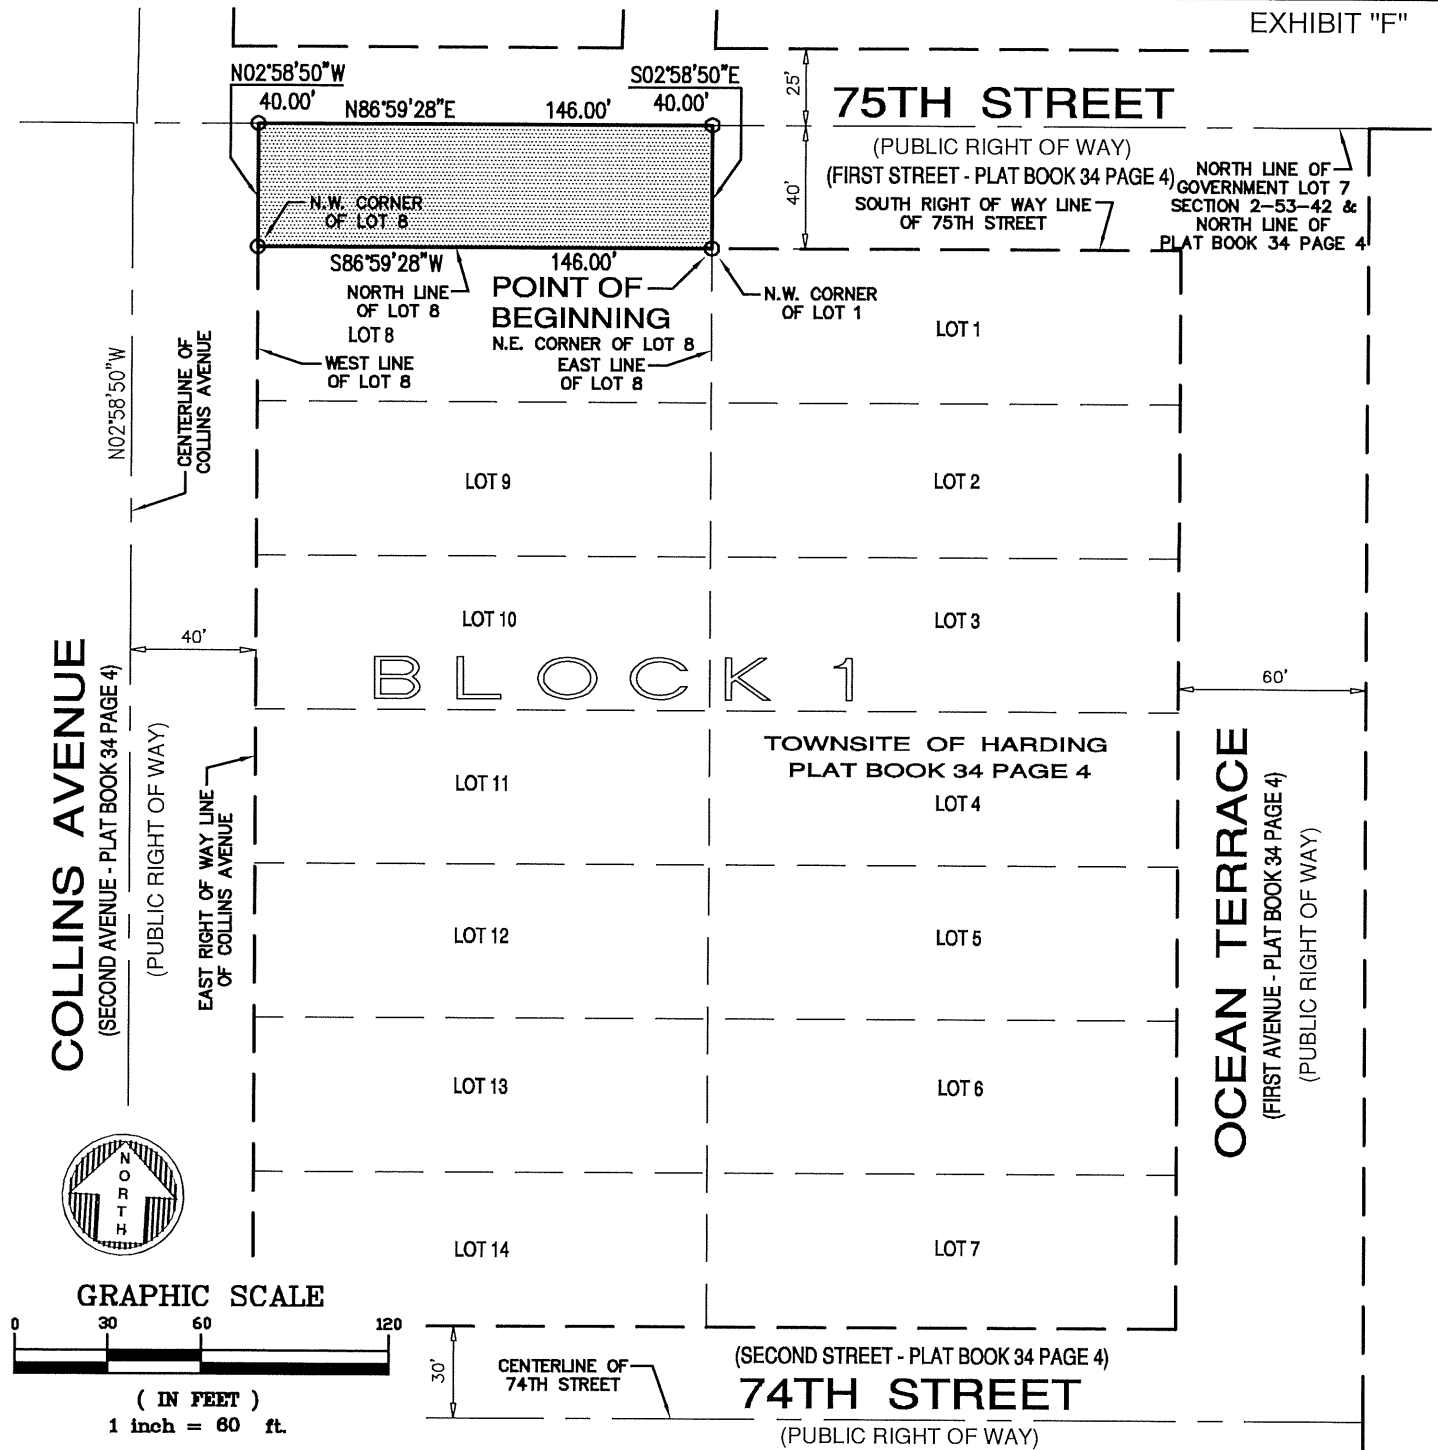 EXHIBIT "F"
N02°58'50"W
40.00'
N86°59'28"E
146.00'
S02°58'50"E
40.00'
25'
75TH STREET
(PUBLIC RIGHT OF WAY)
(FIRST STREET - PLAT BOOK 34 PAGE 4)
40'
SOUTH RIGHT OF WAY LINE
OF 75TH STREET
NORTH LINE OF
GOVERNMENT LOT 7
SECTION 2-53-42 &
NORTH LINE OF
PLAT BOOK 34 PAGE 4
N.W. CORNER
OF LOT 8
S86°59'28"W
146.00'
NORTH LINE
OF LOT 8
POINT OF
BEGINNING
N.E. CORNER OF LOT 8
N.W. CORNER
OF LOT 1
LOT 8
WEST LINE
OF LOT 8
EAST LINE
OF LOT 8
LOT 1
N02°58'50"W
CENTERLINE OF
COLLINS AVENUE
LOT 9
LOT 2
LOT 10
LOT 3
40'
BLOCK 1
60'
TOWNSITE OF HARDING
PLAT BOOK 34 PAGE 4
LOT 11
LOT 4
COLLINS AVENUE
(SECOND AVENUE - PLAT BOOK 34 PAGE 4)
(PUBLIC RIGHT OF WAY)
EAST RIGHT OF WAY LINE
OF COLLINS AVENUE
OCEAN TERRACE
(FIRST AVENUE - PLAT BOOK 34 PAGE 4)
(PUBLIC RIGHT OF WAY)
LOT 12
LOT 5
LOT 13
LOT 6
NORTH
LOT 14
LOT 7
GRAPHIC SCALE
0 30 60 120
( IN FEET )
1 inch = 60 ft.
30'
CENTERLINE OF
74TH STREET
(SECOND STREET - PLAT BOOK 34 PAGE 4)
74TH STREET
(PUBLIC RIGHT OF WAY)